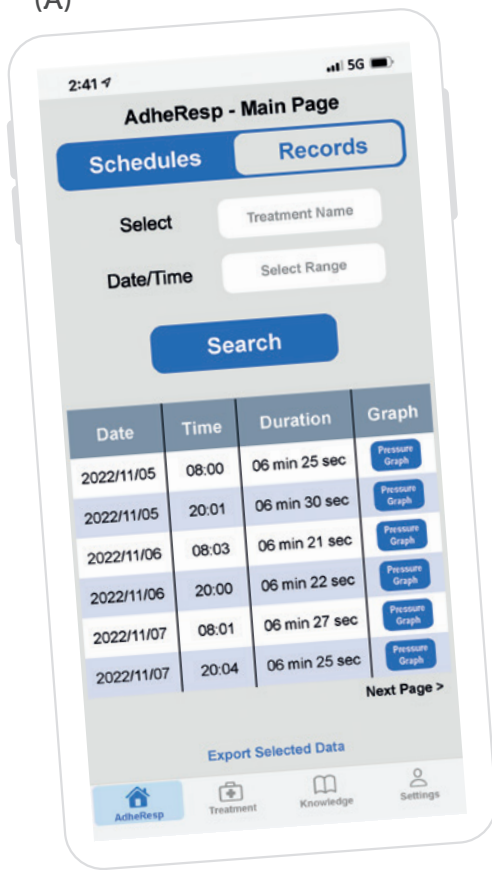 (A)
2:41 5G
AdheResp - Main Page
Schedules Records
Select Treatment Name
Date/Time Select Range
Search
Date Time Duration Graph
2022/11/05 08:00 06 min 25 sec Pressure Graph
2022/11/05 20:01 06 min 30 sec Pressure Graph
2022/11/06 08:03 06 min 21 sec Pressure Graph
2022/11/06 20:00 06 min 22 sec Pressure Graph
2022/11/07 08:01 06 min 27 sec Pressure Graph
2022/11/07 20:04 06 min 25 sec Pressure Graph
Next Page >
Export Selected Data
AdheResp Treatment Knowledge Settings